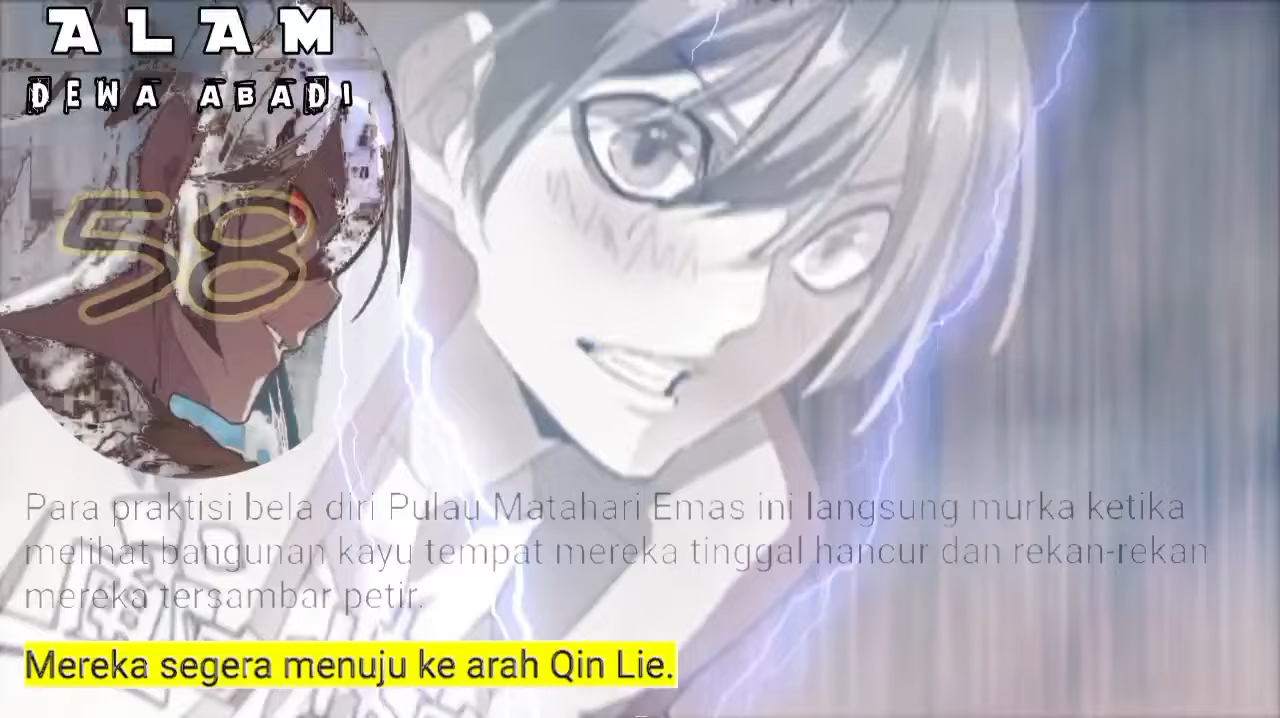 ALAM
DEWA ABADI
58
Para praktisi bela diri Pulau Matahari Emas ini langsung murka ketika
melihat bangunan kayu tempat mereka tinggal hancur dan rekan-rekan
mereka tersambar petir.
Mereka segera menuju ke arah Qin Lie.